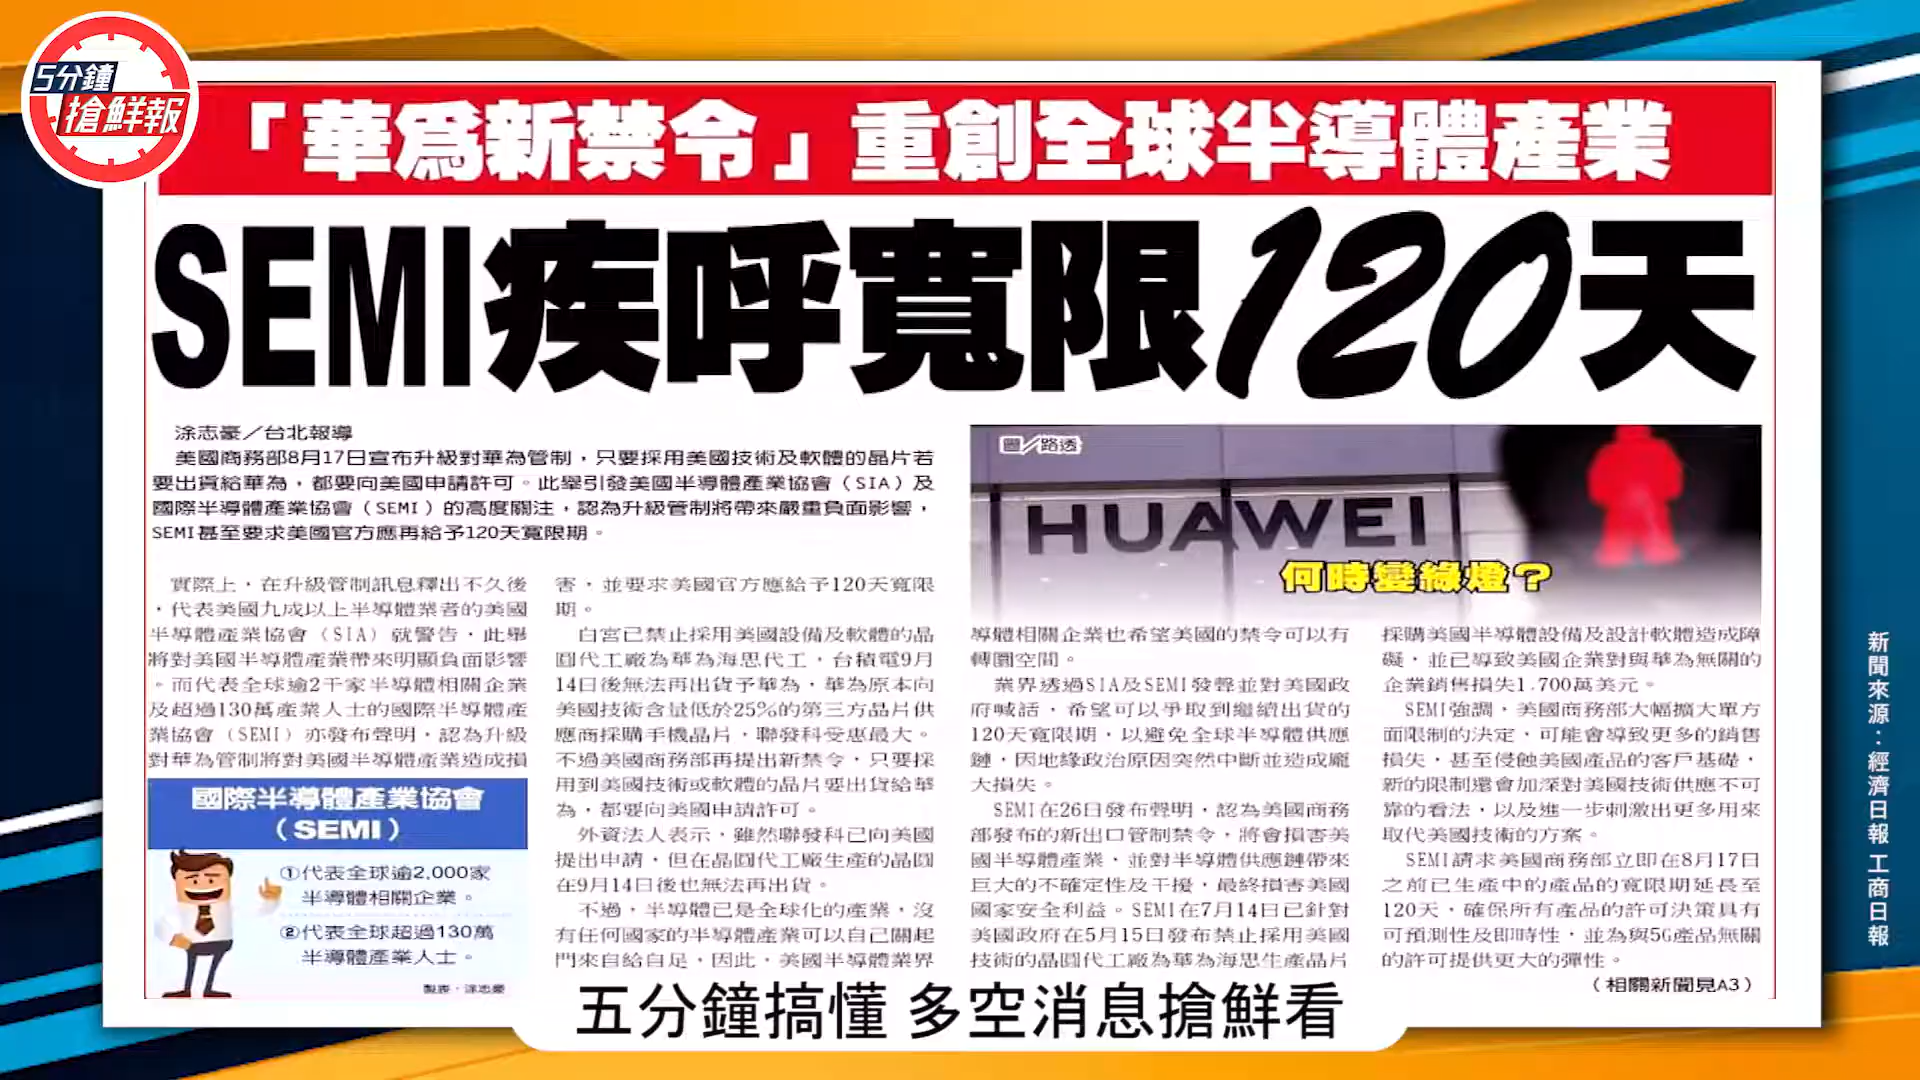 5分鐘
搶鮮報
「華為新禁令」重創全球半導體產業
SEMI疾呼寬限120天
涂志豪／台北報導
美國商務部8月17日宣布升級對華為管制，只要採用美國技術及軟體的晶片若
要出貨給華為，都要向美國申請許可。此舉引發美國半導體產業協會（SIA）及
國際半導體產業協會（SEMI）的高度關注，認為升級管制將帶來嚴重負面影響，
SEMI甚至要求美國官方應再給予120天寬限期。
實際上，在升級管制訊息釋出不久後
，代表美國九成以上半導體業者的美國
半導體產業協會（SIA）就警告，此舉
將對美國半導體產業帶來明顯負面影響
。而代表全球逾2千家半導體相關企業
及超過130萬產業人士的國際半導體產
業協會（SEMI）亦發布聲明，認為升級
對華為管制將對美國半導體產業造成損
國際半導體產業協會
（SEMI）
①代表全球逾2,000家
半導體相關企業。
②代表全球超過130萬
半導體產業人士。
製表：涂志豪
害，並要求美國官方應給予120天寬限
期。
白宮已禁止採用美國設備及軟體的晶
圓代工廠為華為海思代工，台積電9月
14日後無法再出貨予華為，華為原本向
美國技術含量低於25%的第三方晶片供
應商採購手機晶片，聯發科受惠最大。
不過美國商務部再提出新禁令，只要採
用到美國技術或軟體的晶片要出貨給華
為，都要向美國申請許可。
外資法人表示，雖然聯發科已向美國
提出申請，但在晶圓代工廠生產的晶圓
在9月14日後也無法再出貨。
不過，半導體已是全球化的產業，沒
有任何國家的半導體產業可以自己關起
門來自給自足，因此，美國半導體業界
圖／路透
HUAWEI
何時變綠燈？
導體相關企業也希望美國的禁令可以有
轉圜空間。
業界透過SIA及SEMI發聲並對美國政
府喊話，希望可以爭取到繼續出貨的
120天寬限期，以避免全球半導體供應
鏈，因地緣政治原因突然中斷並造成龐
大損失。
SEMI在26日發布聲明，認為美國商務
部發布的新出口管制禁令，將會損害美
國半導體產業，並對半導體供應鏈帶來
巨大的不確定性及干擾，最終損害美國
國家安全利益。SEMI在7月14日已針對
美國政府在5月15日發布禁止採用美國
技術的晶圓代工廠為華為海思生產晶片
採購美國半導體設備及設計軟體造成障
礙，並已導致美國企業對與華為無關的
企業銷售損失1,700萬美元。
SEMI強調，美國商務部大幅擴大單方
面限制的決定，可能會導致更多的銷售
損失，甚至侵蝕美國產品的客戶基礎，
新的限制還會加深對美國技術供應不可
靠的看法，以及進一步刺激出更多用來
取代美國技術的方案。
SEMI請求美國商務部立即在8月17日
之前已生產中的產品的寬限期延長至
120天，確保所有產品的許可決策具有
可預測性及即時性，並為與5G產品無關
的許可提供更大的彈性。
（相關新聞見A3）
新聞來源：經濟日報 工商日報
五分鐘搞懂 多空消息搶鮮看